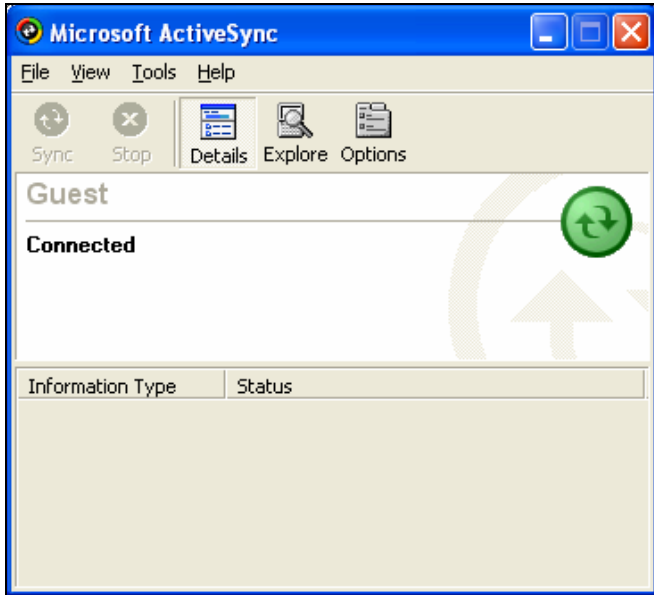 Microsoft ActiveSync
File View Tools Help
Sync Stop Details Explore Options
Guest
Connected
Information Type Status